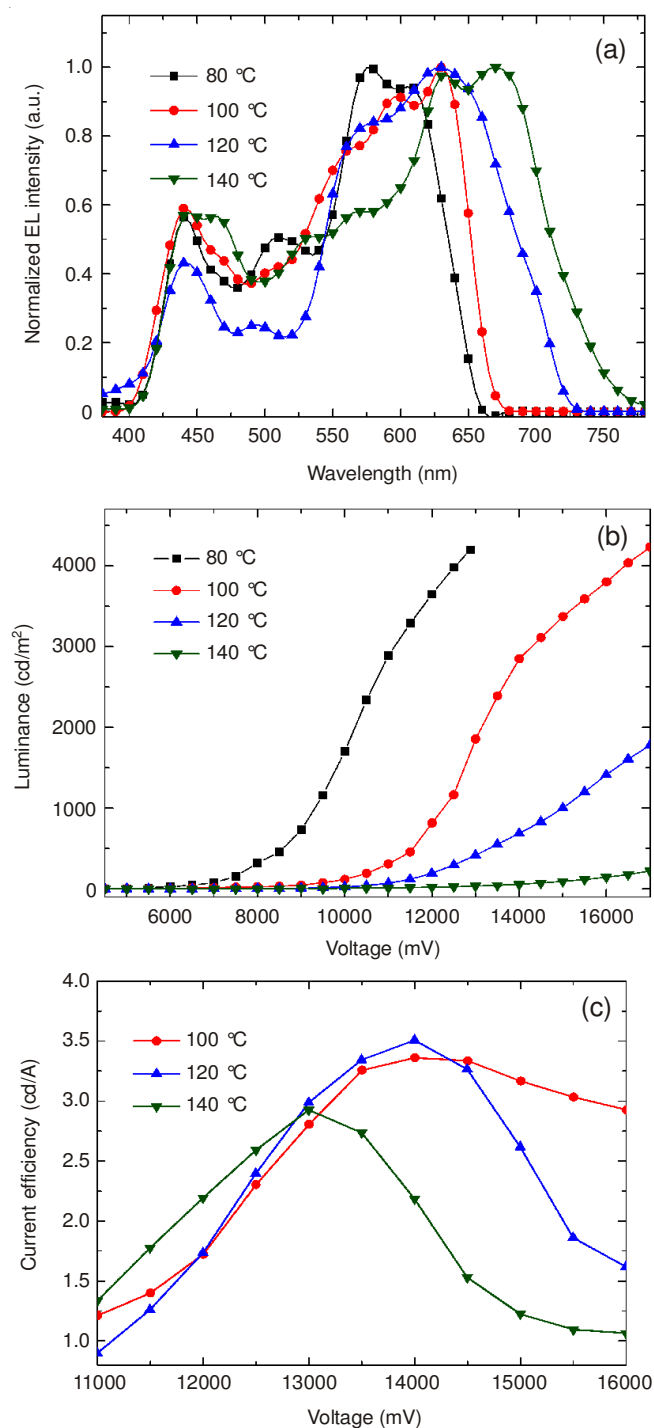 (a)
80 °C
100 °C
120 °C
140 °C
Normalized EL intensity (a.u.)
1.0
0.8
0.6
0.4
0.2
0
400 450 500 550 600 650 700 750
Wavelength (nm)
(b)
80 °C
100 °C
120 °C
140 °C
Luminance (cd/m²)
4000
3000
2000
1000
0
6000 8000 10000 12000 14000 16000
Voltage (mV)
(c)
100 °C
120 °C
140 °C
Current efficiency (cd/A)
4.0
3.5
3.0
2.5
2.0
1.5
1.0
11000 12000 13000 14000 15000 16000
Voltage (mV)